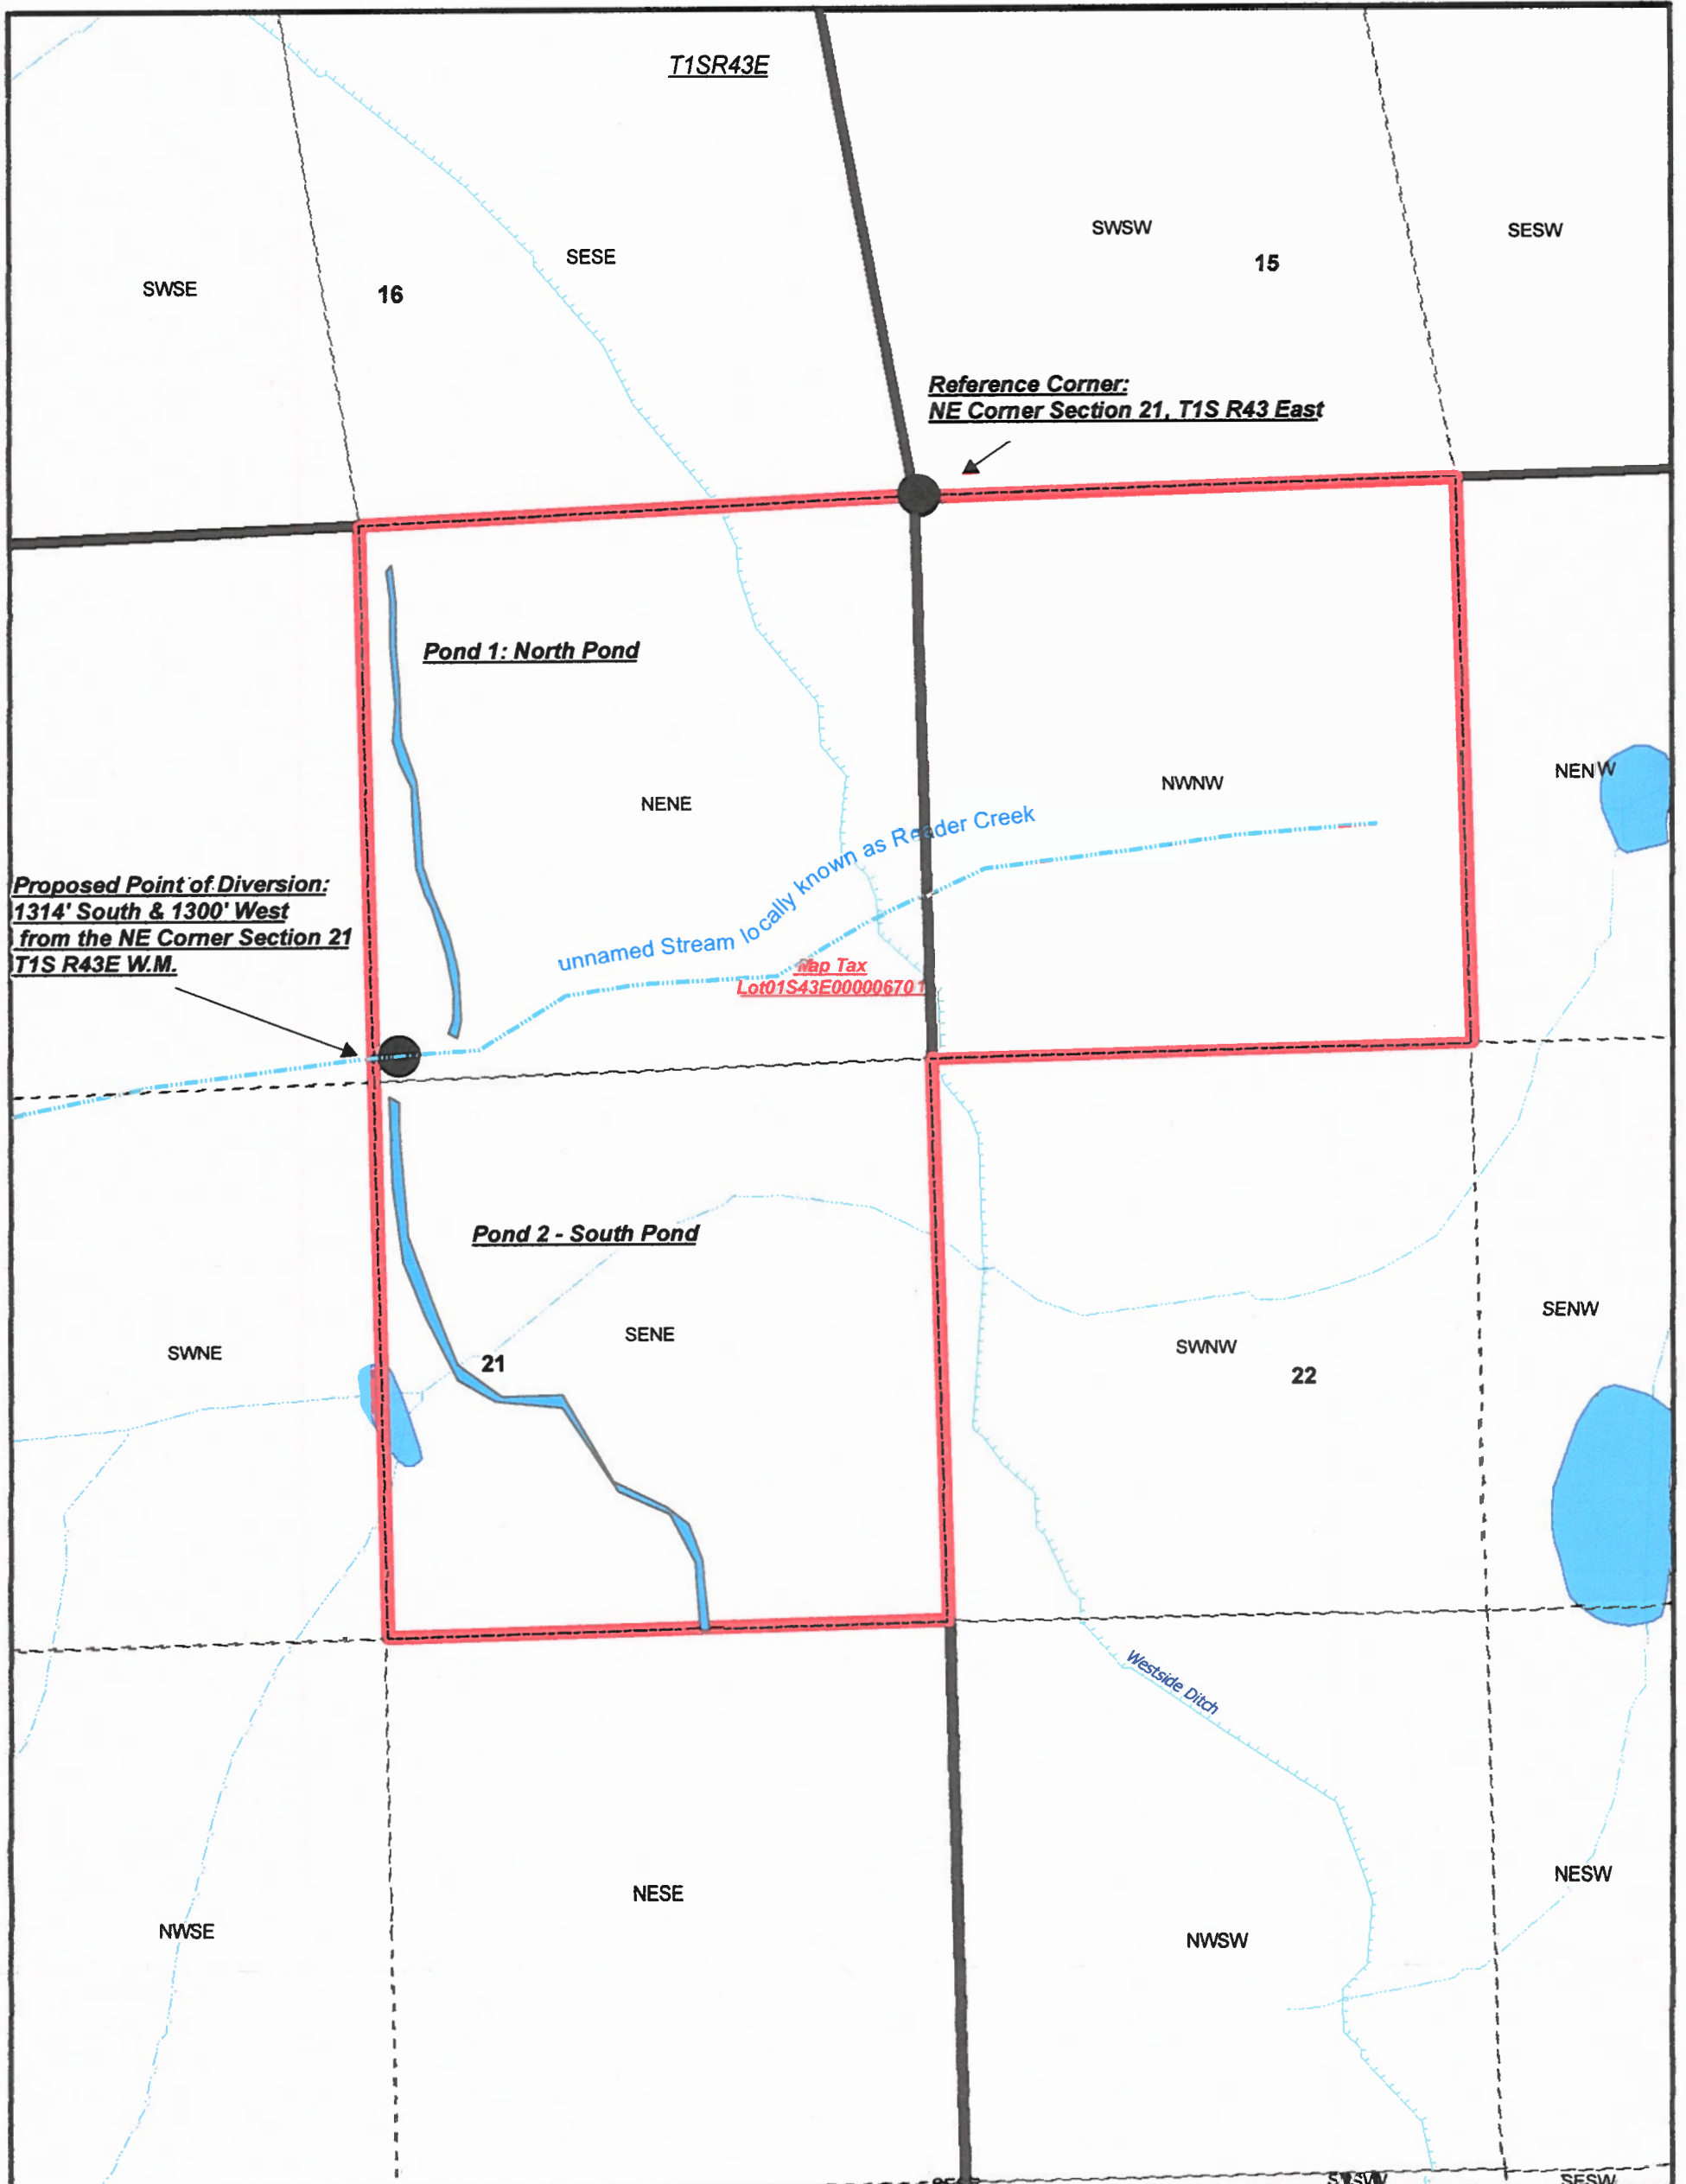 T1SR43E
SWSW
SESW
SESE
15
SWSE
16
Reference Corner:
NE Corner Section 21, T1S R43 East
Pond 1: North Pond
NENE
NWNW
NENW
unnamed Stream locally known as Reader Creek
Proposed Point of Diversion:
1314' South & 1300' West
from the NE Corner Section 21
T1S R43E W.M.
Map Tax
Lot01S43E000006701
Pond 2 - South Pond
SWNE
SENE
21
SWNW
22
SENW
Westside Ditch
NWSE
NESE
NWSW
NESW
SWSW
SESW